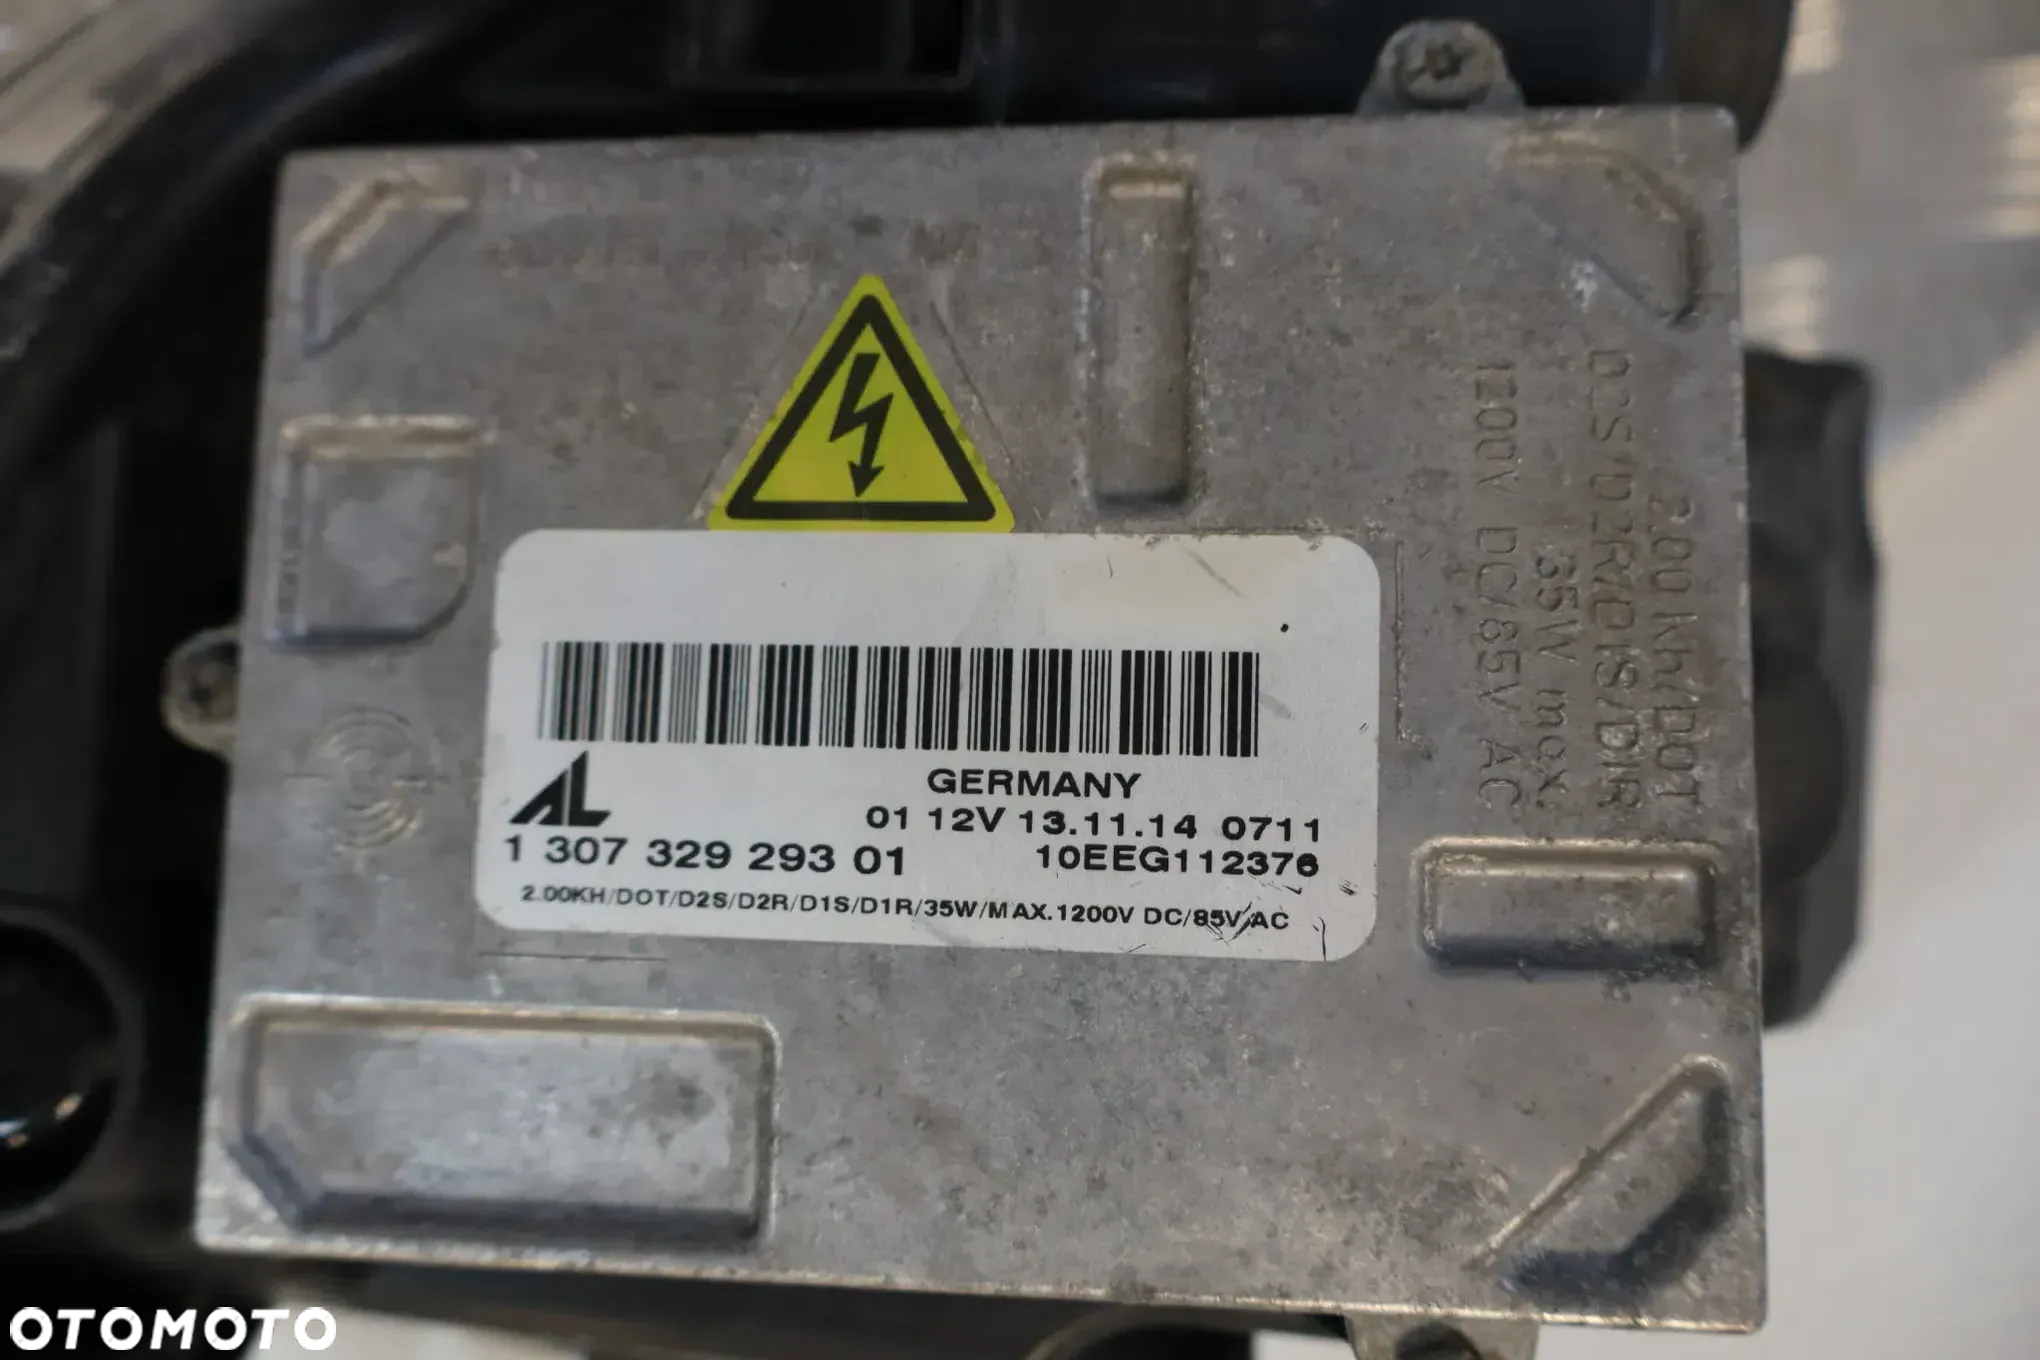 AL
GERMANY
01 12V 13.11.14 0711
1 307 329 293 01 10EEG112376
2.00KH/DOT/D2S/D2R/D1S/D1R/35W/MAX.1200V DC/85V/AC
2.00 kh/DOT
D2S/D2R/D1S/D1R
35W max.
1200V DC/85V AC
OTOMOTO